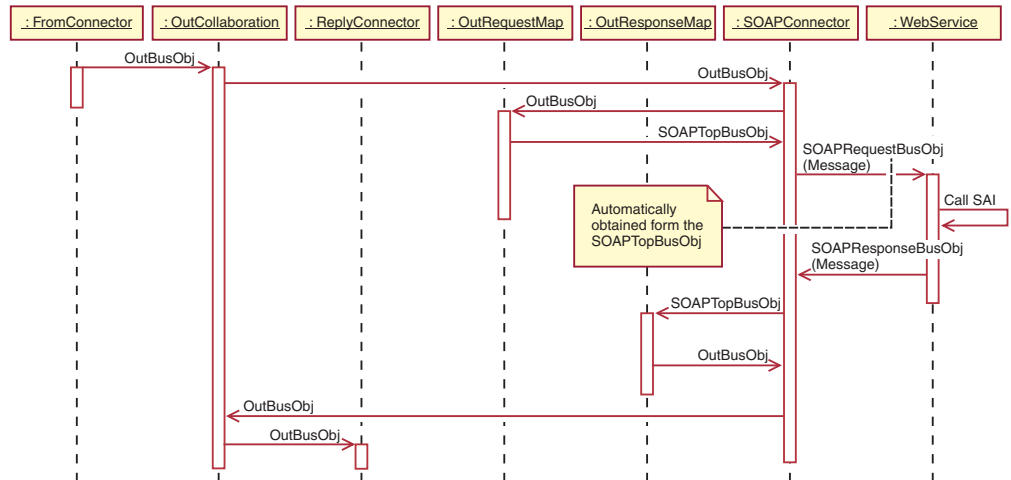 : FromConnector
: OutCollaboration
: ReplyConnector
: OutRequestMap
: OutResponseMap
: SOAPConnector
: WebService
OutBusObj
OutBusObj
OutBusObj
SOAPTopBusObj
SOAPRequestBusObj
(Message)
Call SAI
Automatically
obtained form the
SOAPTopBusObj
SOAPResponseBusObj
(Message)
SOAPTopBusObj
OutBusObj
OutBusObj
OutBusObj